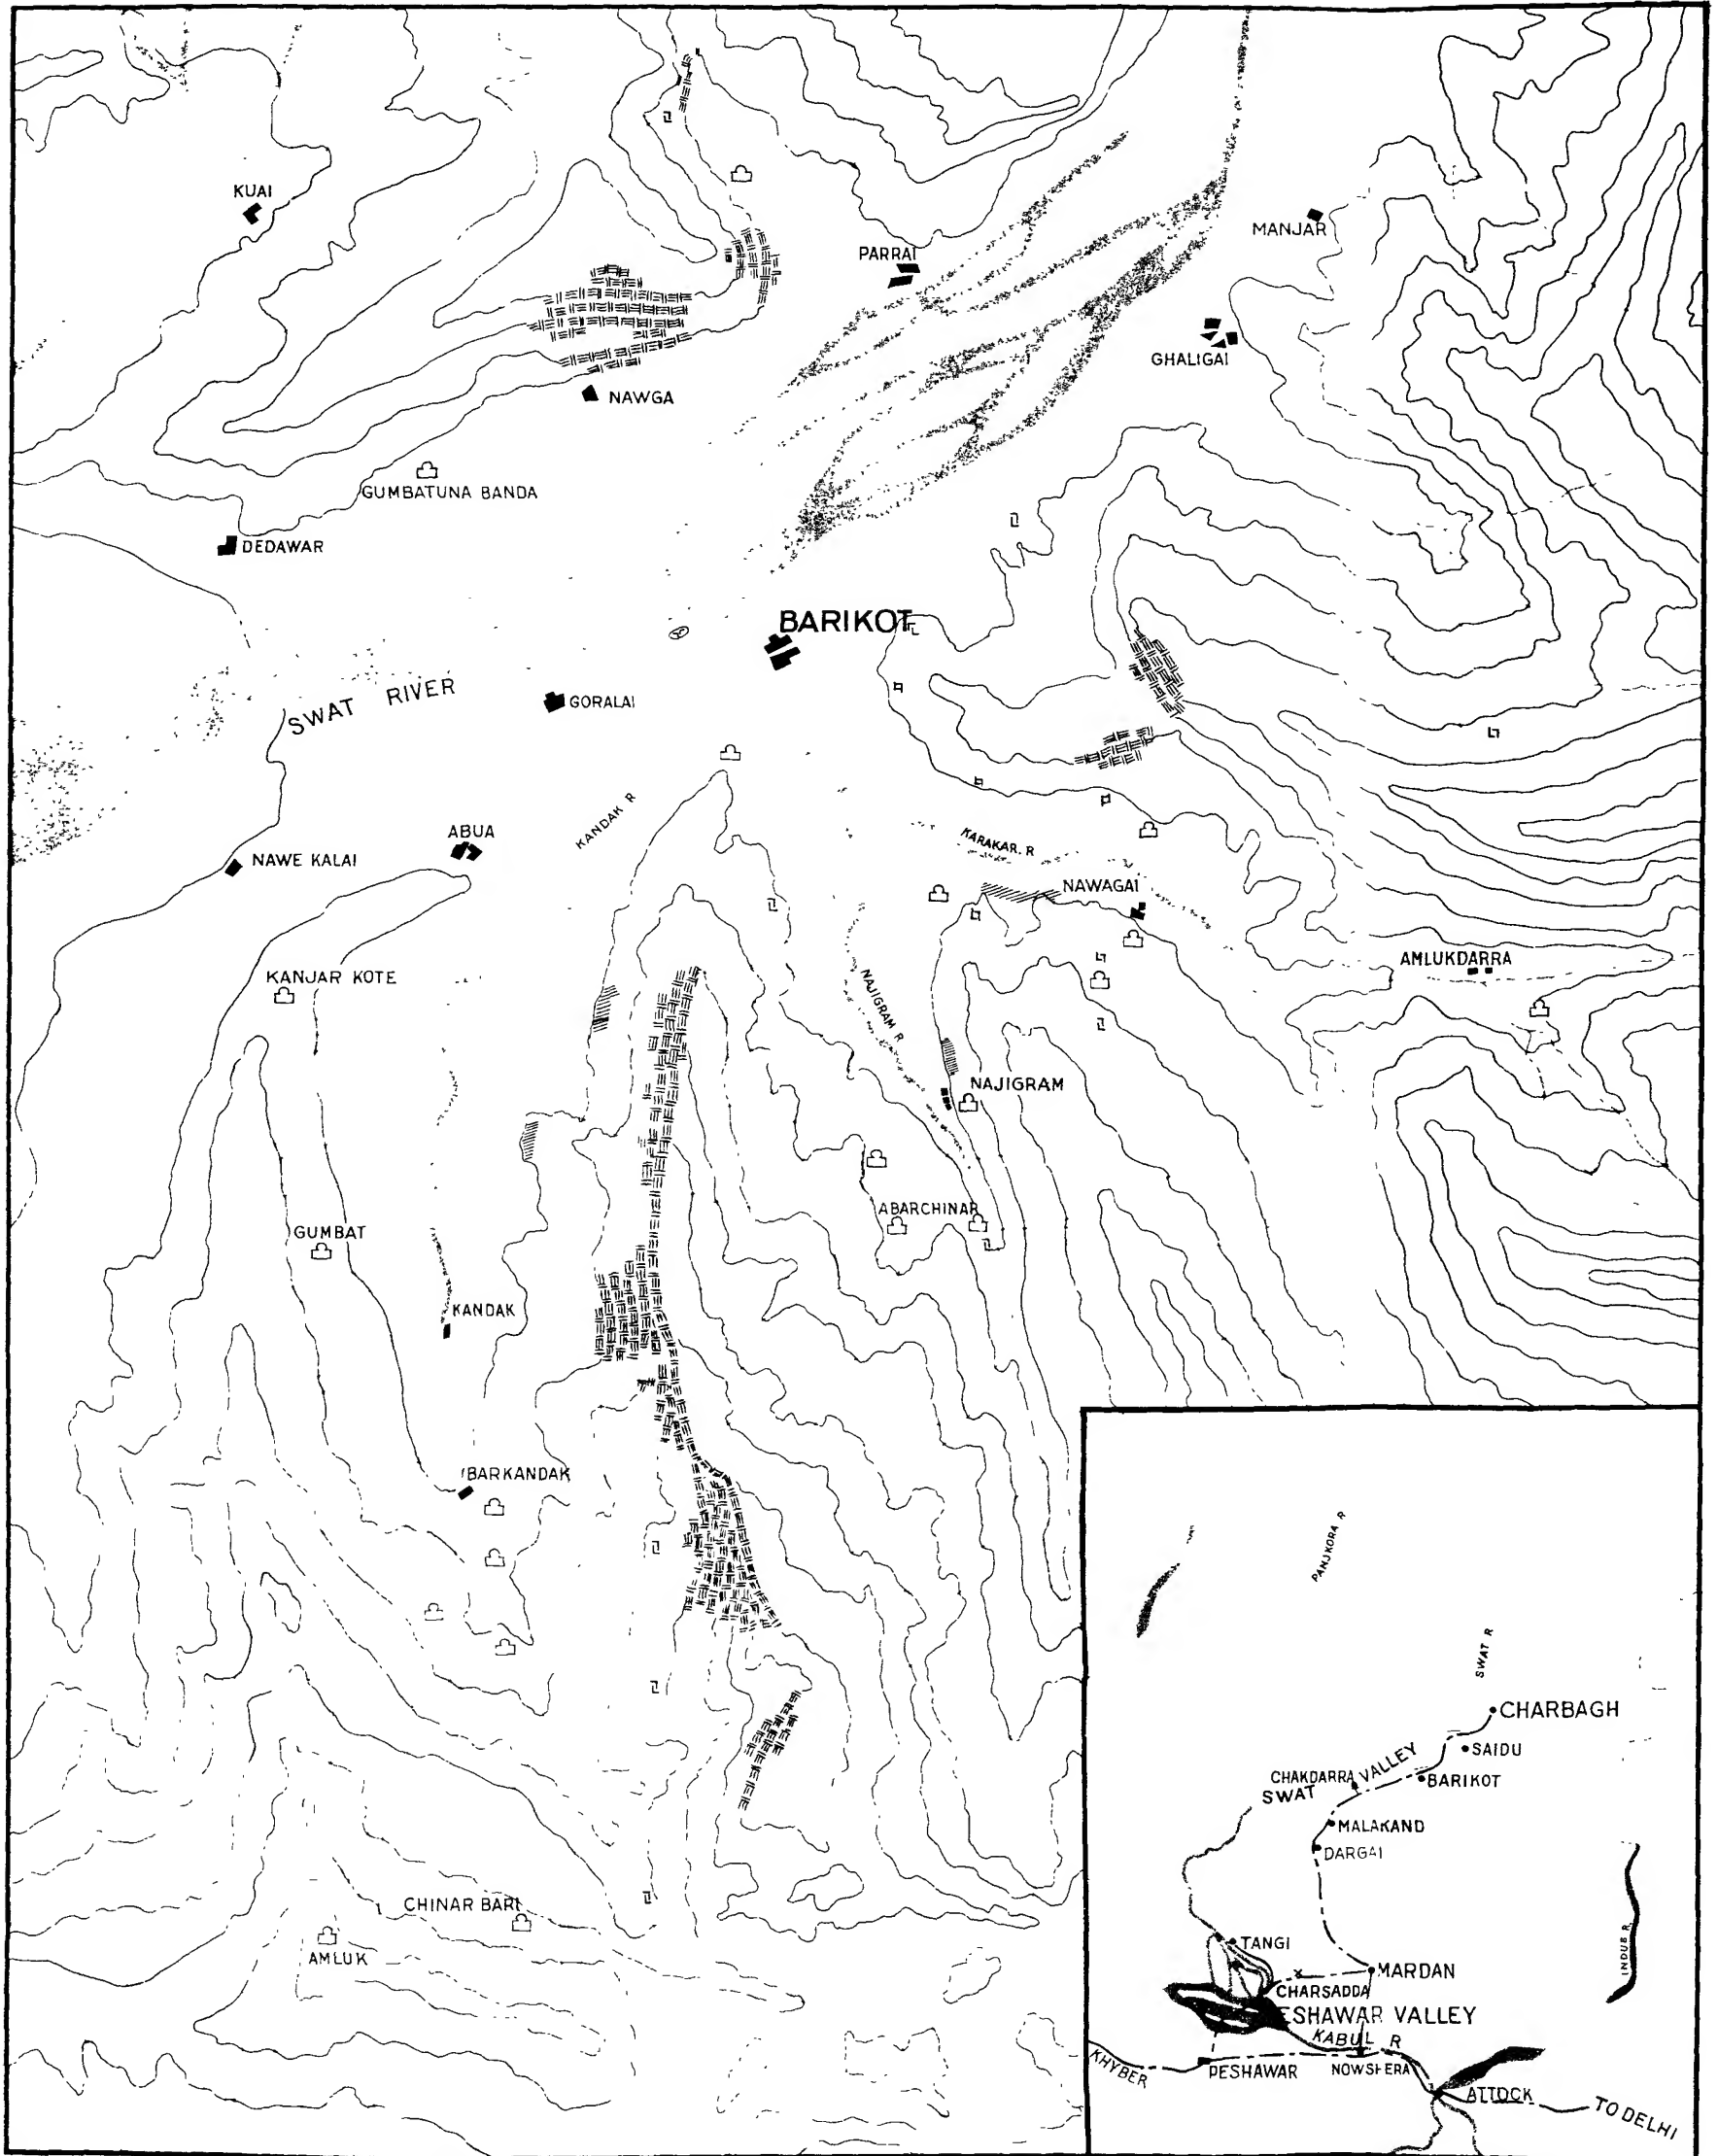 KUAI
MANJAR
PARRAI
GHALIGAI
NAWGA
GUMBATUNA BANDA
DEDAWAR
BARIKOT
SWAT RIVER
GORALAI
KANDAK R
ABUA
KARAKAR. R
NAWE KALAI
NAWAGAI
AMLUKDARRA
KANJAR KOTE
NAJIGRAM R
NAJIGRAM
ABARCHINAR
GUMBAT
KANDAK
BARKANDAK
CHINAR BARI
AMLUK
PANJKORA R
SWAT R
CHARBAGH
SAIDU
CHAKDARRA
SWAT VALLEY
BARIKOT
MALAKAND
DARGAI
INDUS R.
TANGI
MARDAN
CHARSADDA
ESHAWAR VALLEY
KABUL R
KHYBER
PESHAWAR
NOWSHERA
ATTOCK
TO DELHI